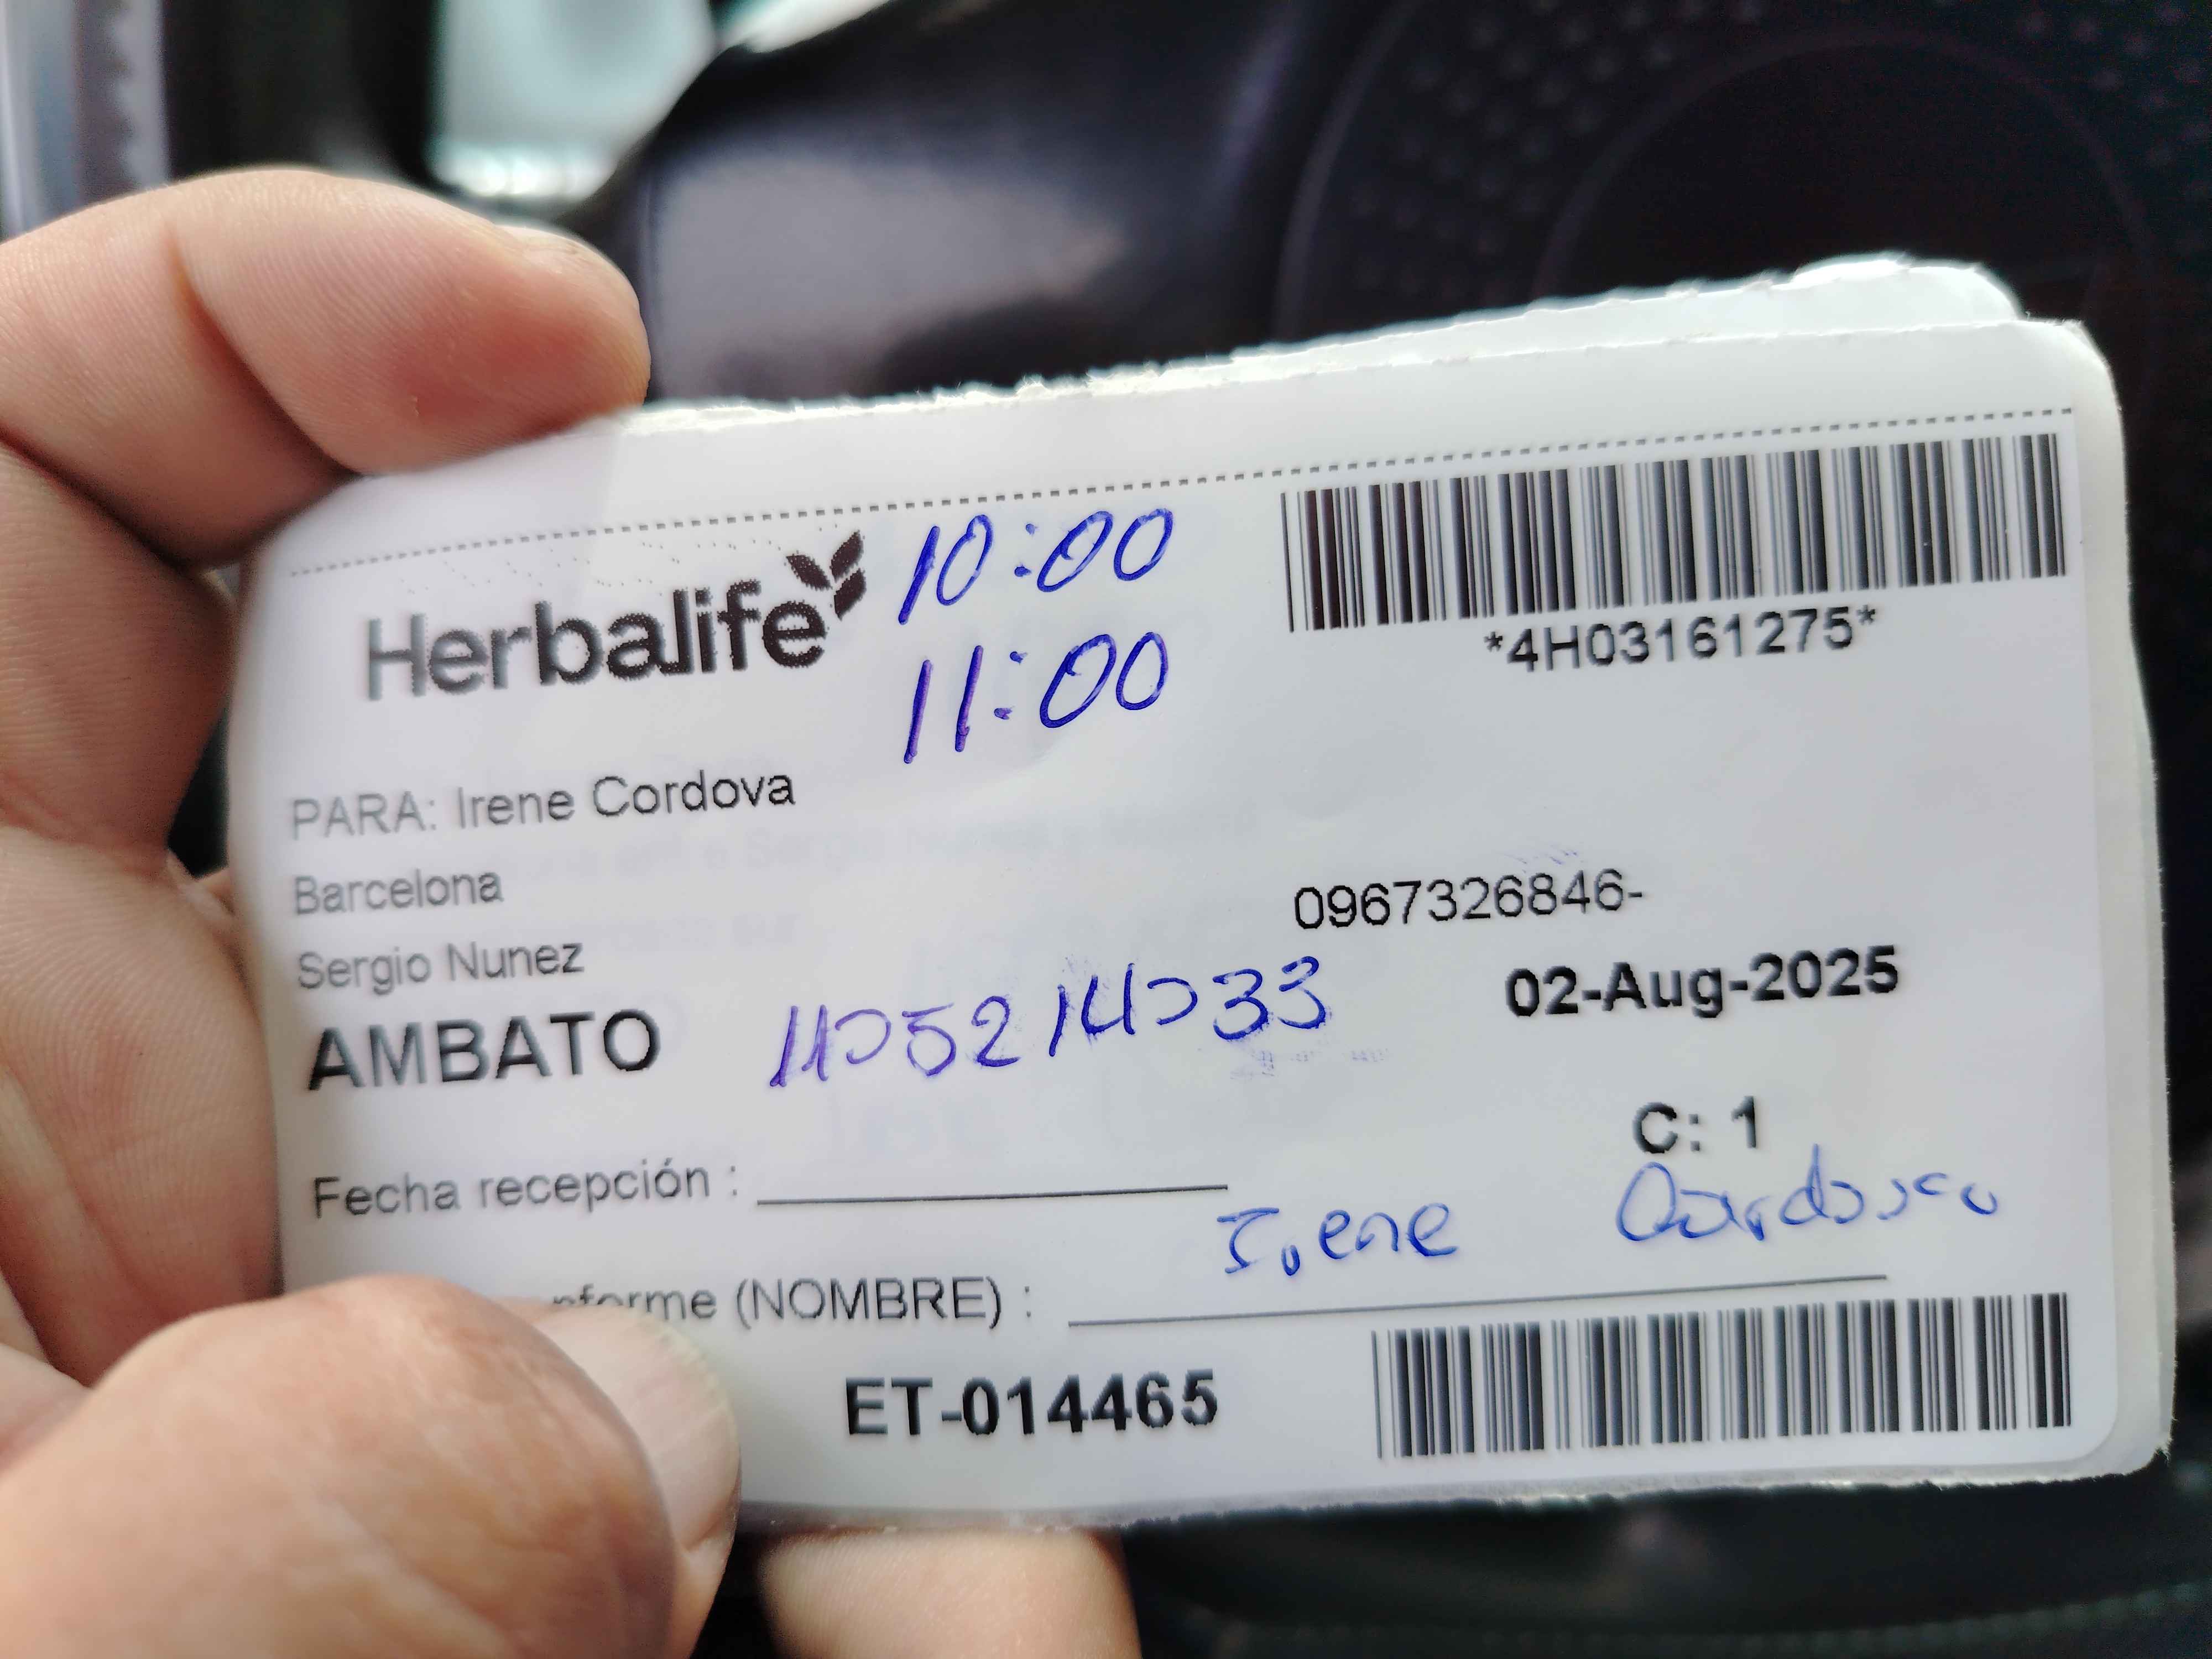 Herbalife
10:00
11:00
*4H03161275*
PARA: Irene Cordova
Barcelona
0967326846-
Sergio Nunez
02-Aug-2025
AMBATO
C: 1
Fecha recepción :
Irene
nforme (NOMBRE) :
ET-014465